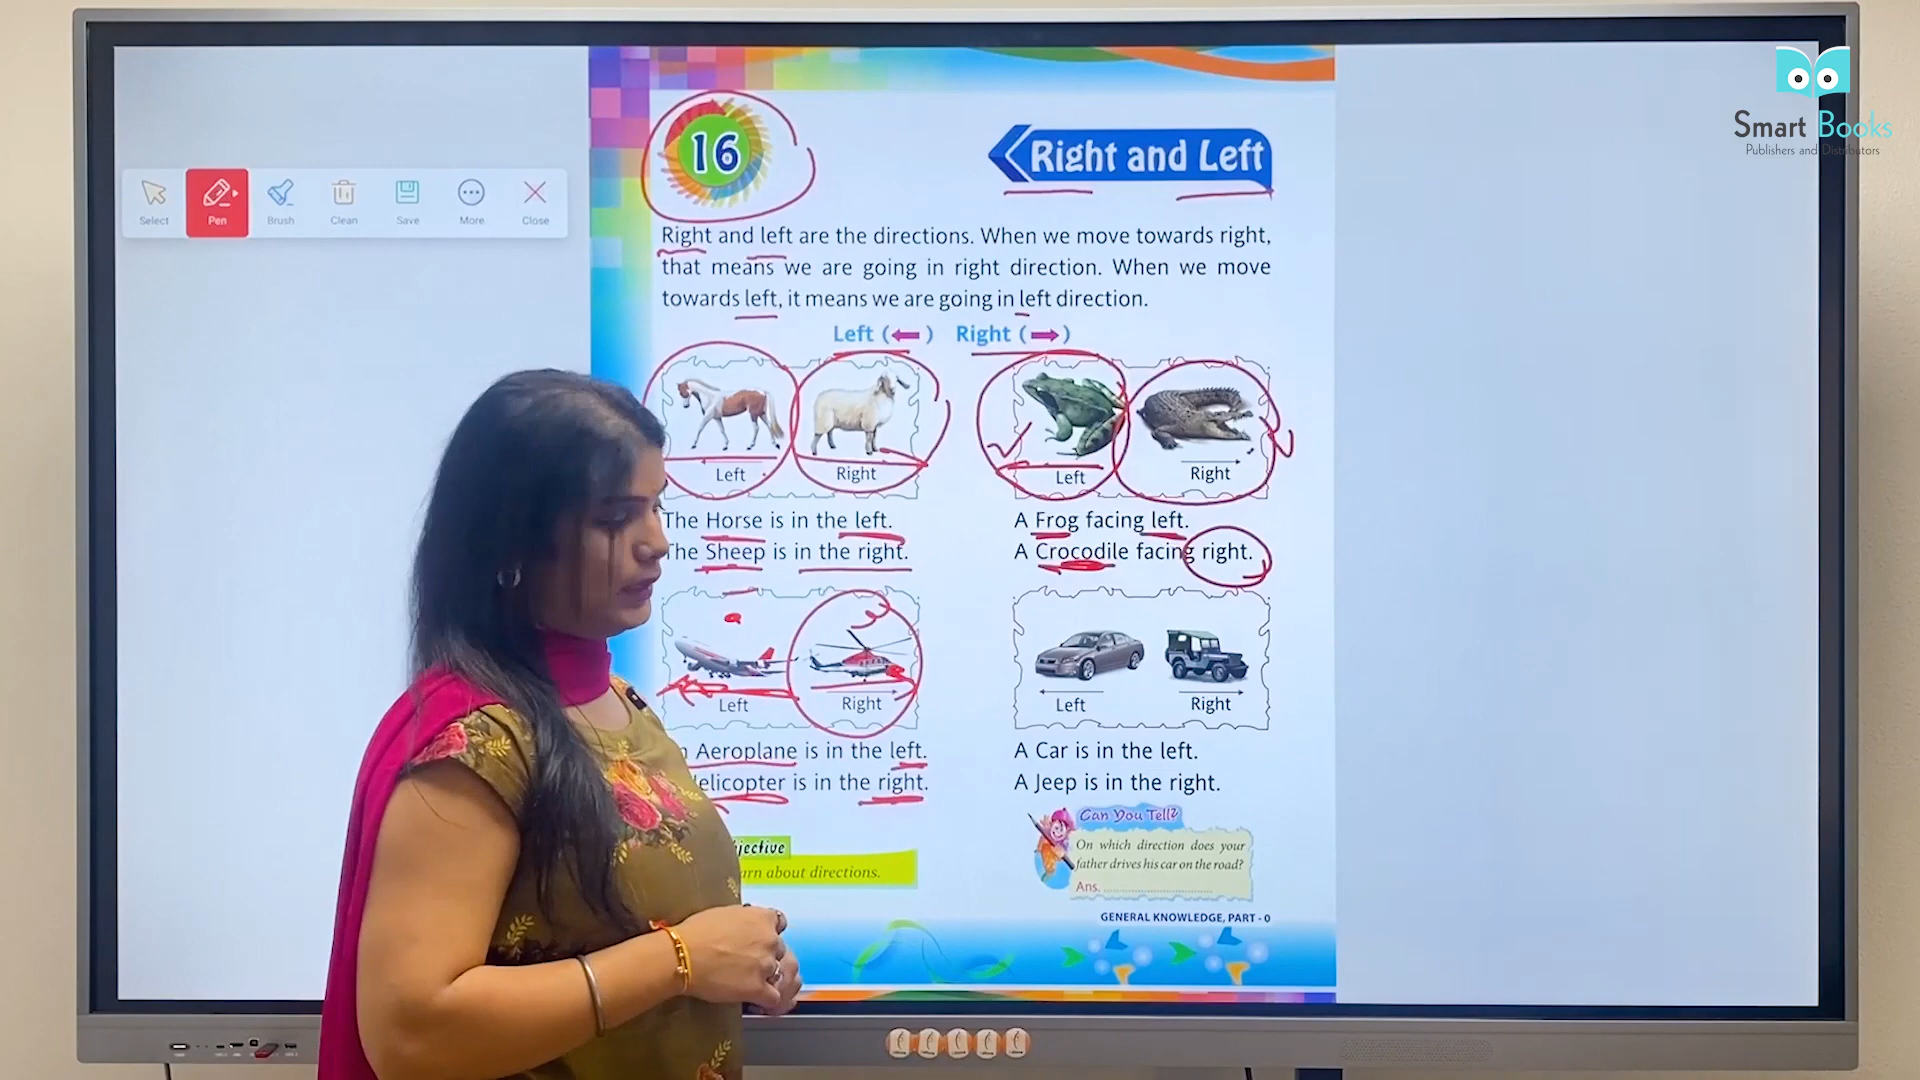 Smart Books
Publishers and Distributors
16
Right and Left
Select
Pen
Brush
Clean
Save
More
Close
Right and left are the directions. When we move towards right,
that means we are going in right direction. When we move
towards left, it means we are going in left direction.
Left (← ) Right ( → )
Left
Right
Left
Right
The Horse is in the left.
The Sheep is in the right.
A Frog facing left.
A Crocodile facing right.
Left
Right
Left
Right
Aeroplane is in the left.
elicopter is in the right.
A Car is in the left.
A Jeep is in the right.
jective
arn about directions.
Can You Tell?
On which direction does your
father drives his car on the road?
Ans. ....................................
GENERAL KNOWLEDGE, PART - 0